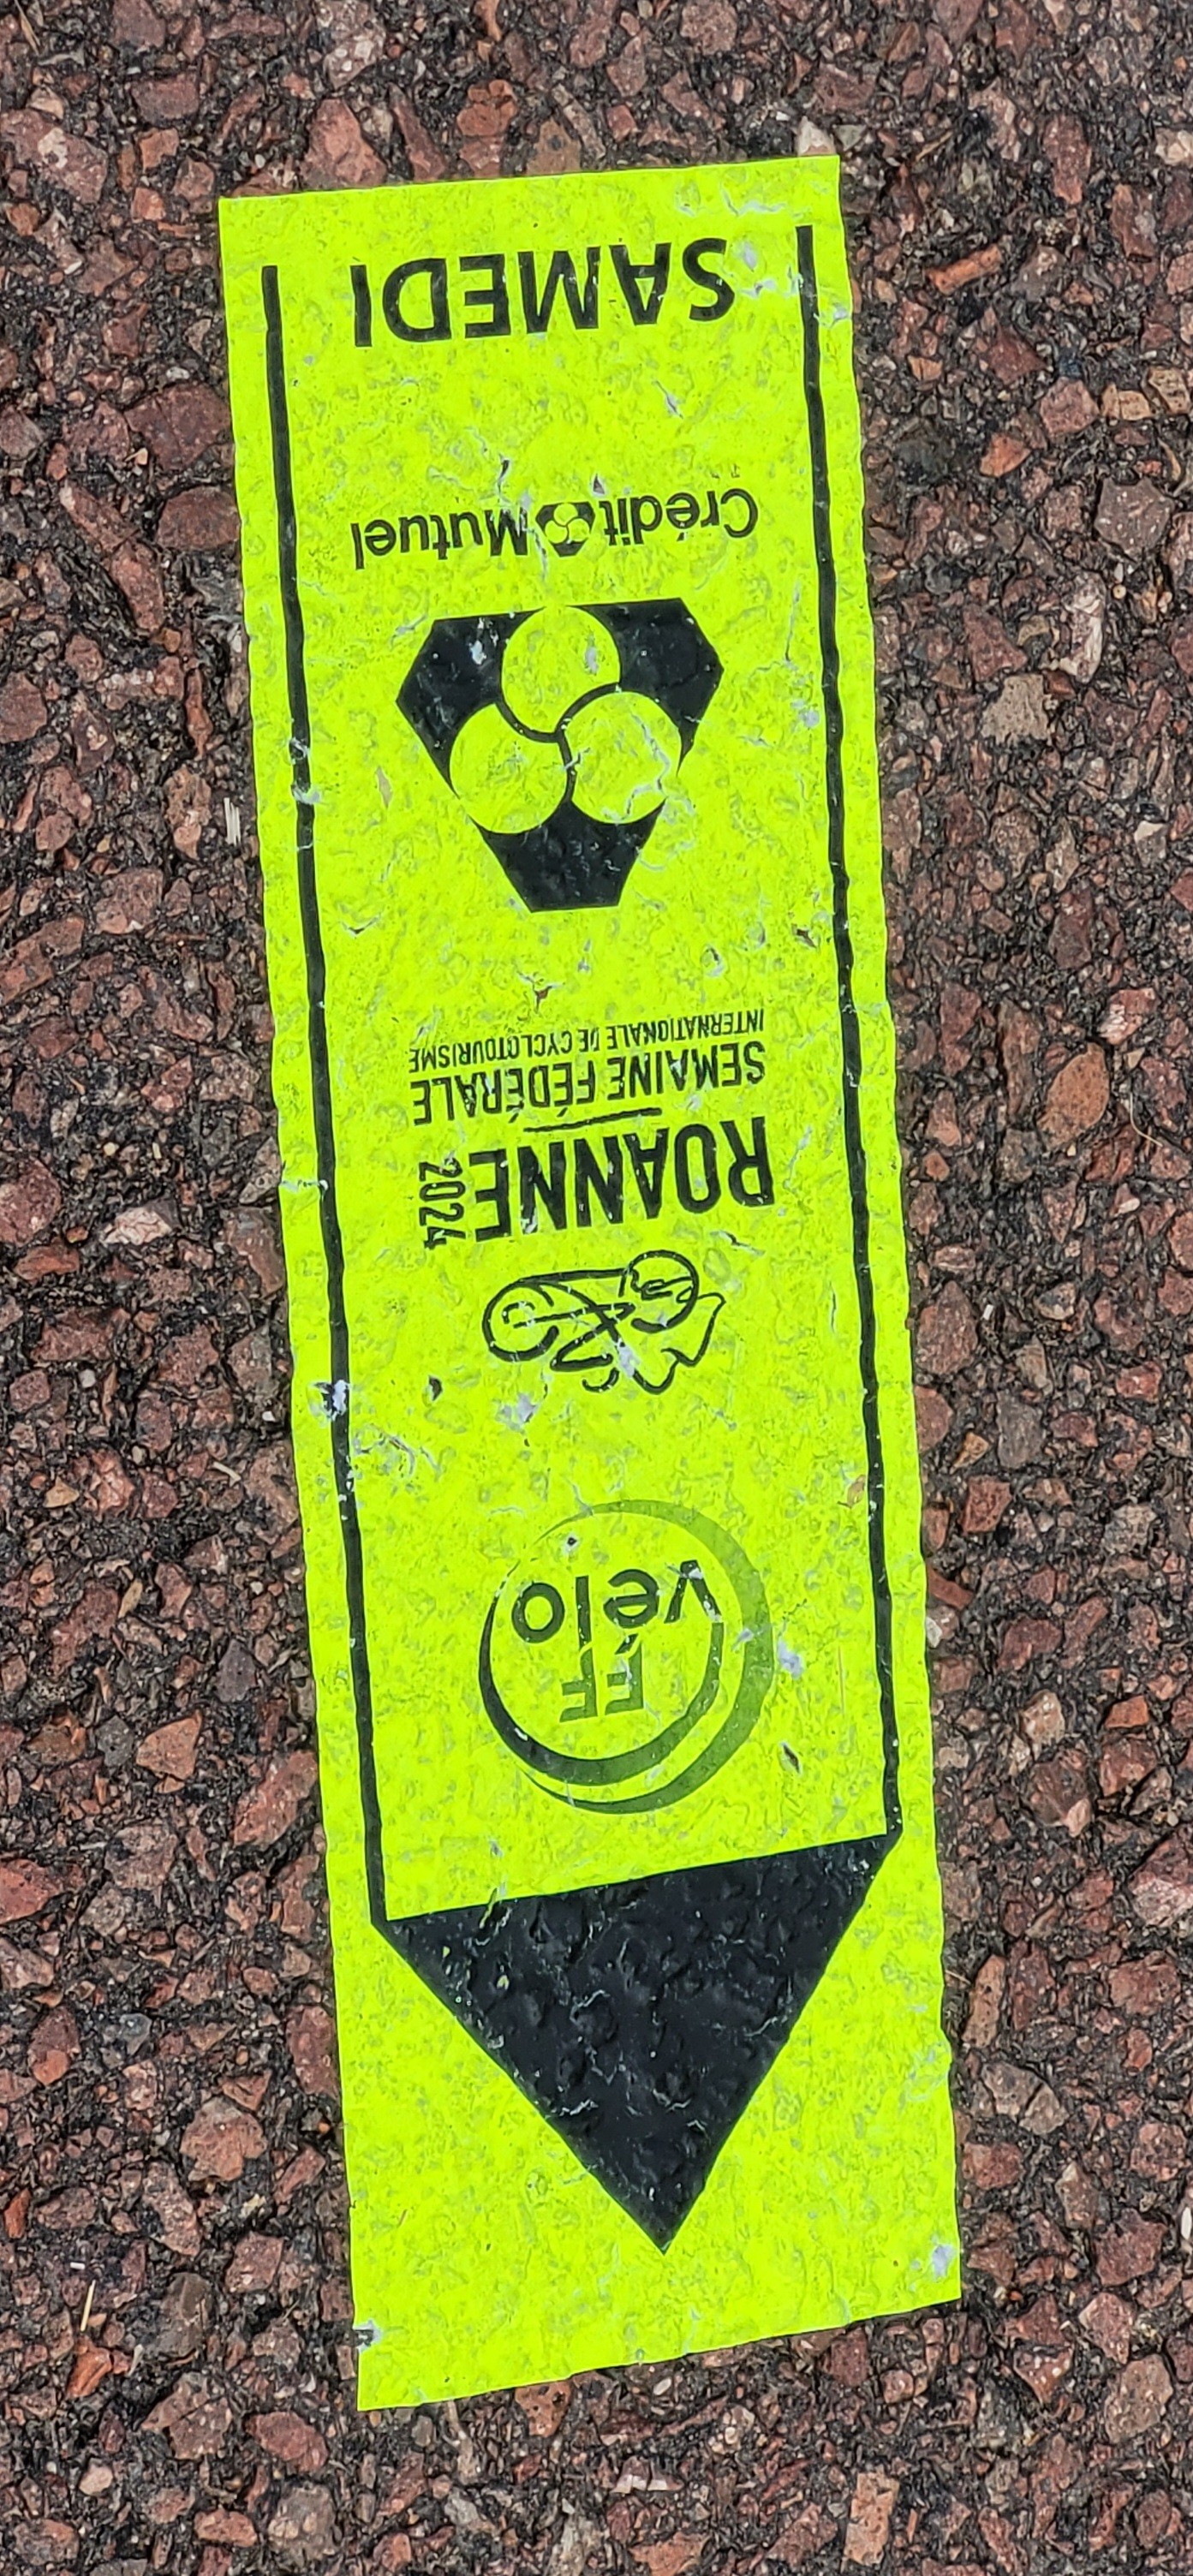 FF
vélo
ROANNE 2024
SEMAINE FÉDÉRALE
INTERNATIONALE DE CYCLOTOURISME
Crédit Mutuel
SAMEDI